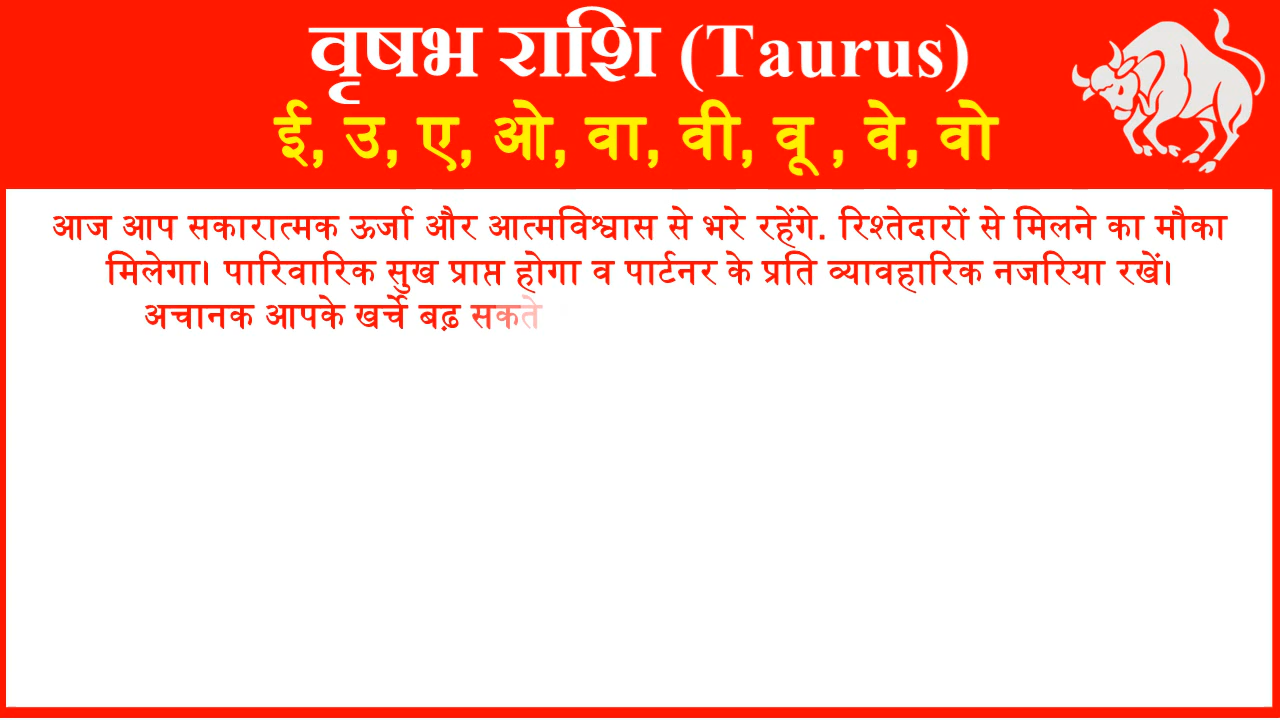 वृषभ राशि (Taurus)
ई, उ, ए, ओ, वा, वी, वू , वे, वो
आज आप सकारात्मक ऊर्जा और आत्मविश्वास से भरे रहेंगे. रिश्तेदारों से मिलने का मौका
मिलेगा। पारिवारिक सुख प्राप्त होगा व पार्टनर के प्रति व्यावहारिक नजरिया रखें।
अचानक आपके खर्चे बढ़ सकते